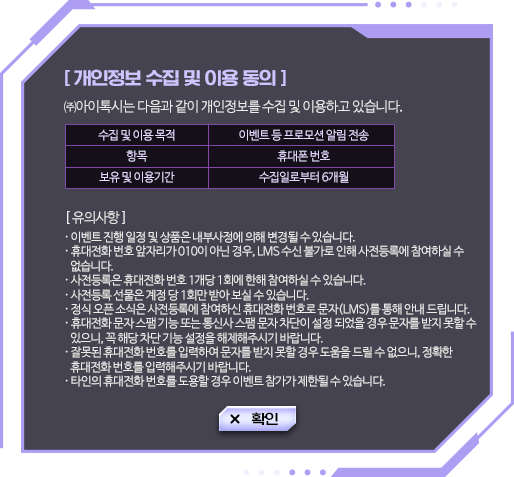 [ 개인정보 수집 및 이용 동의 ]
㈜아이톡시는 다음과 같이 개인정보를 수집 및 이용하고 있습니다.
수집 및 이용 목적 이벤트 등 프로모션 알림 전송
항목 휴대폰 번호
보유 및 이용기간 수집일로부터 6개월
[ 유의사항 ]
· 이벤트 진행 일정 및 상품은 내부사정에 의해 변경될 수 있습니다.
· 휴대전화 번호 앞자리가 010이 아닌 경우, LMS 수신 불가로 인해 사전등록에 참여하실 수
없습니다.
· 사전등록은 휴대전화 번호 1개당 1회에 한해 참여하실 수 있습니다.
· 사전등록 선물은 계정 당 1회만 받아 보실 수 있습니다.
· 정식 오픈 소식은 사전등록에 참여하신 휴대전화 번호로 문자(LMS)를 통해 안내 드립니다.
· 휴대전화 문자 스팸 기능 또는 통신사 스팸 문자 차단이 설정 되었을 경우 문자를 받지 못할 수
있으니, 꼭 해당 차단 기능 설정을 해제해주시기 바랍니다.
· 잘못된 휴대전화 번호를 입력하여 문자를 받지 못할 경우 도움을 드릴 수 없으니, 정확한
휴대전화 번호를 입력해주시기 바랍니다.
· 타인의 휴대전화 번호를 도용할 경우 이벤트 참가가 제한될 수 있습니다.
✕ 확인